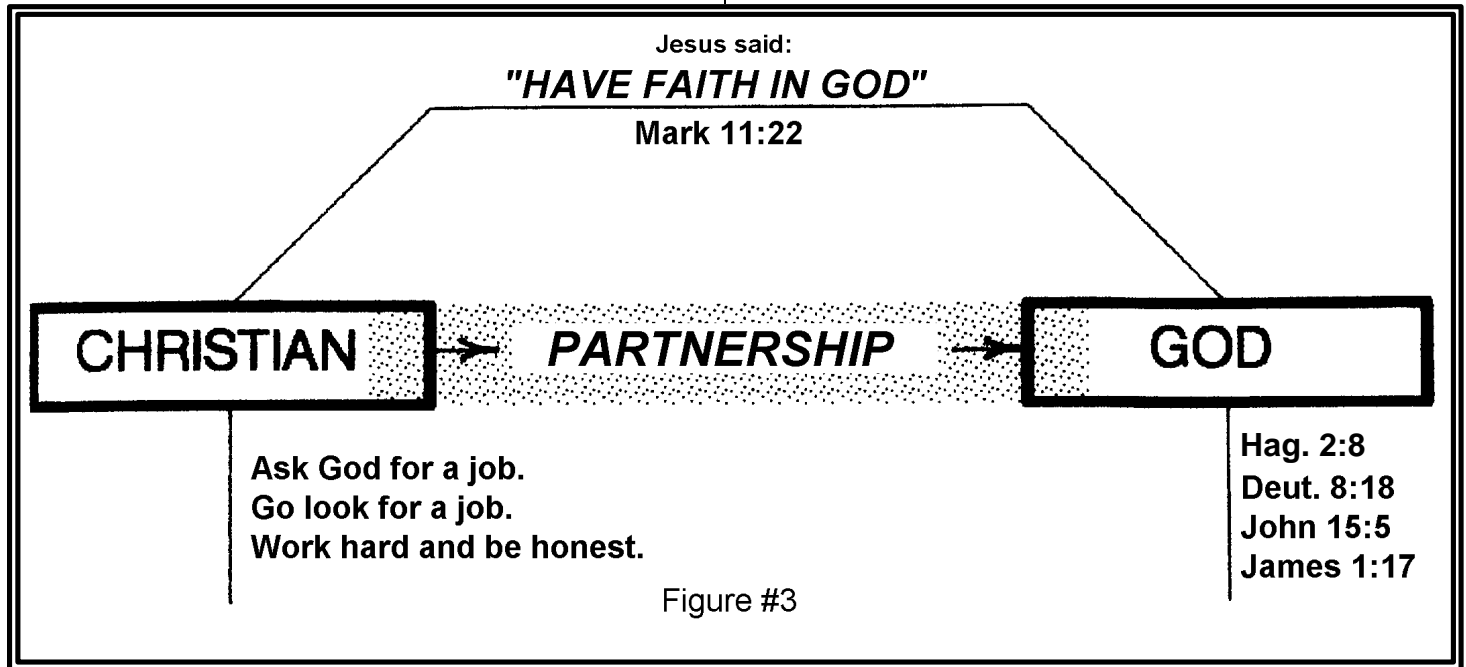 Jesus said:
"HAVE FAITH IN GOD"
Mark 11:22
CHRISTIAN
PARTNERSHIP
GOD
Ask God for a job.
Go look for a job.
Work hard and be honest.
Hag. 2:8
Deut. 8:18
John 15:5
James 1:17
Figure #3